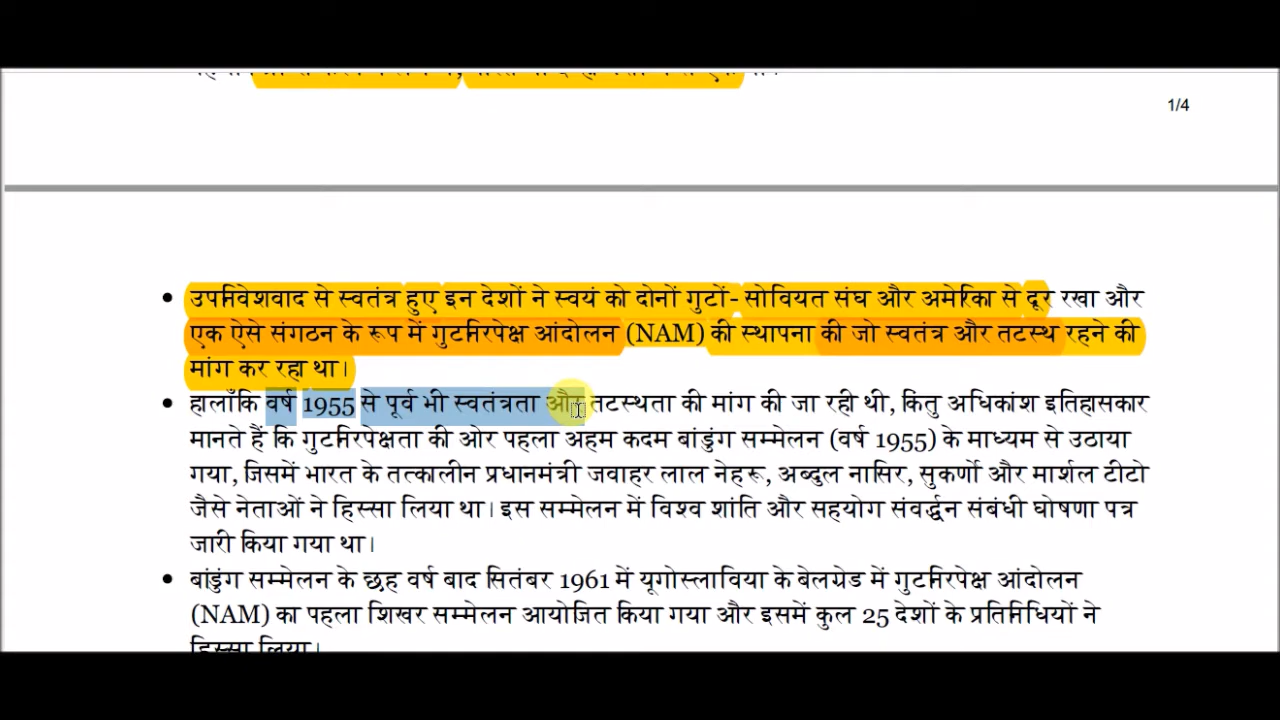 1/4
• उपनिवेशवाद से स्वतंत्र हुए इन देशों ने स्वयं को दोनों गुटों- सोवियत संघ और अमेरिका से दूर रखा और
एक ऐसे संगठन के रूप में गुटनिरपेक्ष आंदोलन (NAM) की स्थापना की जो स्वतंत्र और तटस्थ रहने की
मांग कर रहा था।
• हालाँकि वर्ष 1955 से पूर्व भी स्वतंत्रता और तटस्थता की मांग की जा रही थी, किंतु अधिकांश इतिहासकार
मानते हैं कि गुटनिरपेक्षता की ओर पहला अहम कदम बांडुंग सम्मेलन (वर्ष 1955) के माध्यम से उठाया
गया, जिसमें भारत के तत्कालीन प्रधानमंत्री जवाहर लाल नेहरू, अब्दुल नासिर, सुकर्णो और मार्शल टीटो
जैसे नेताओं ने हिस्सा लिया था। इस सम्मेलन में विश्व शांति और सहयोग संवर्द्धन संबंधी घोषणा पत्र
जारी किया गया था।
• बांडुंग सम्मेलन के छह वर्ष बाद सितंबर 1961 में यूगोस्लाविया के बेलग्रेड में गुटनिरपेक्ष आंदोलन
(NAM) का पहला शिखर सम्मेलन आयोजित किया गया और इसमें कुल 25 देशों के प्रतिनिधियों ने
हिस्सा लिया।